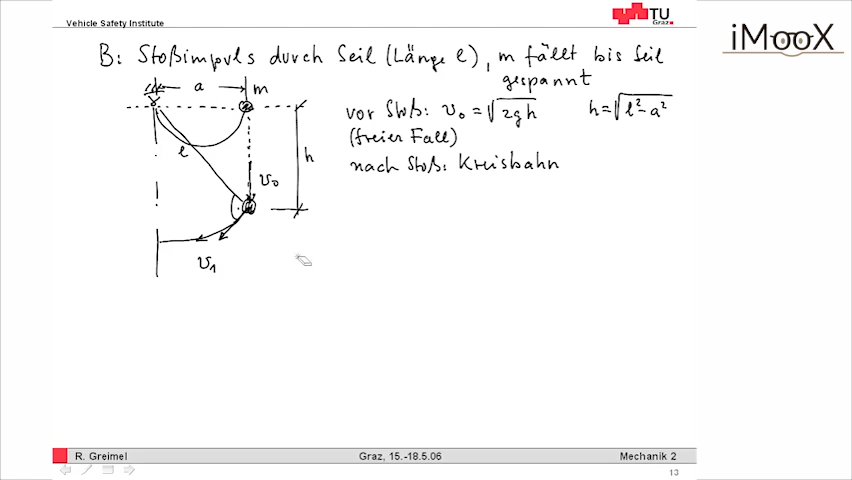 Vehicle Safety Institute
TU
Graz
iMooX
B: Stoßimpuls durch Seil (Länge l), m fällt bis Seil
gespannt
a
m
vor Stoß: v₀ = √2gh
h = √l² - a²
(freier Fall)
l
h
v₀
nach Stoß: Kreisbahn
v₁
R. Greimel
Graz, 15.-18.5.06
Mechanik 2
13